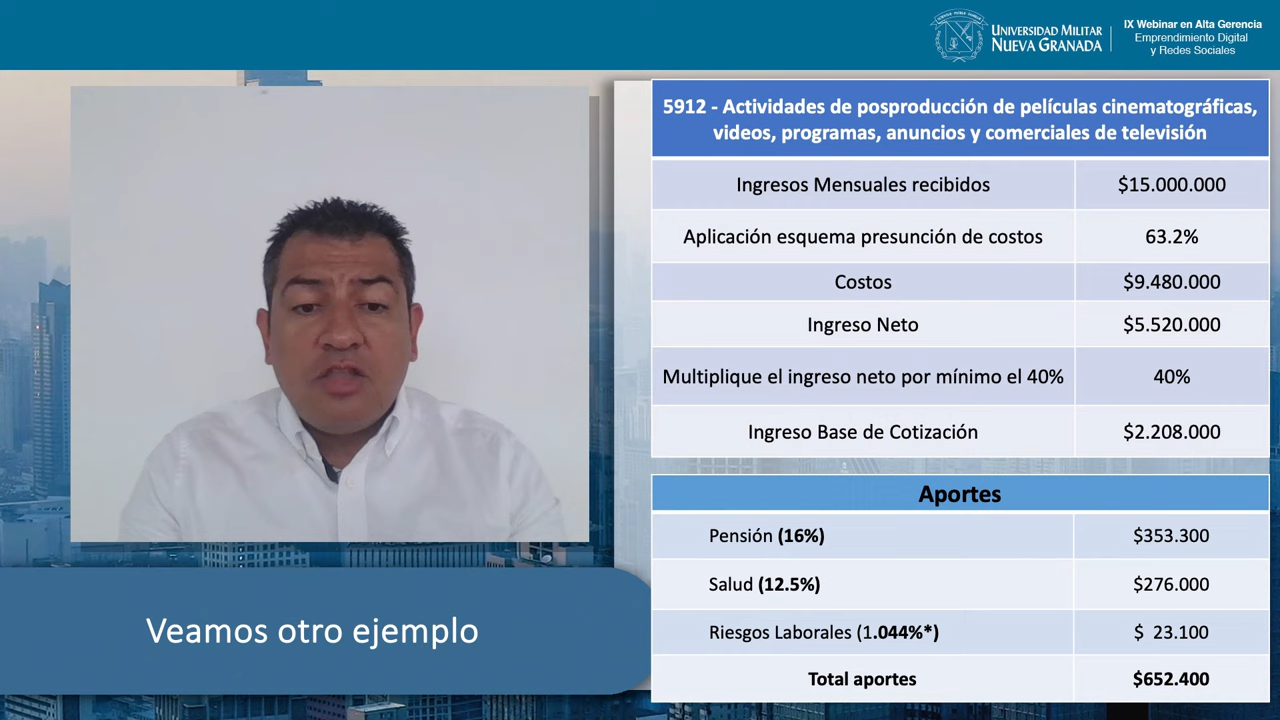 UNIVERSIDAD MILITAR
NUEVA GRANADA
IX Webinar en Alta Gerencia
Emprendimiento Digital
y Redes Sociales
5912 - Actividades de posproducción de películas cinematográficas,
videos, programas, anuncios y comerciales de televisión
Ingresos Mensuales recibidos $15.000.000
Aplicación esquema presunción de costos 63.2%
Costos $9.480.000
Ingreso Neto $5.520.000
Multiplique el ingreso neto por mínimo el 40% 40%
Ingreso Base de Cotización $2.208.000
Aportes
Pensión (16%) $353.300
Salud (12.5%) $276.000
Riesgos Laborales (1.044%*) $ 23.100
Total aportes $652.400
Veamos otro ejemplo